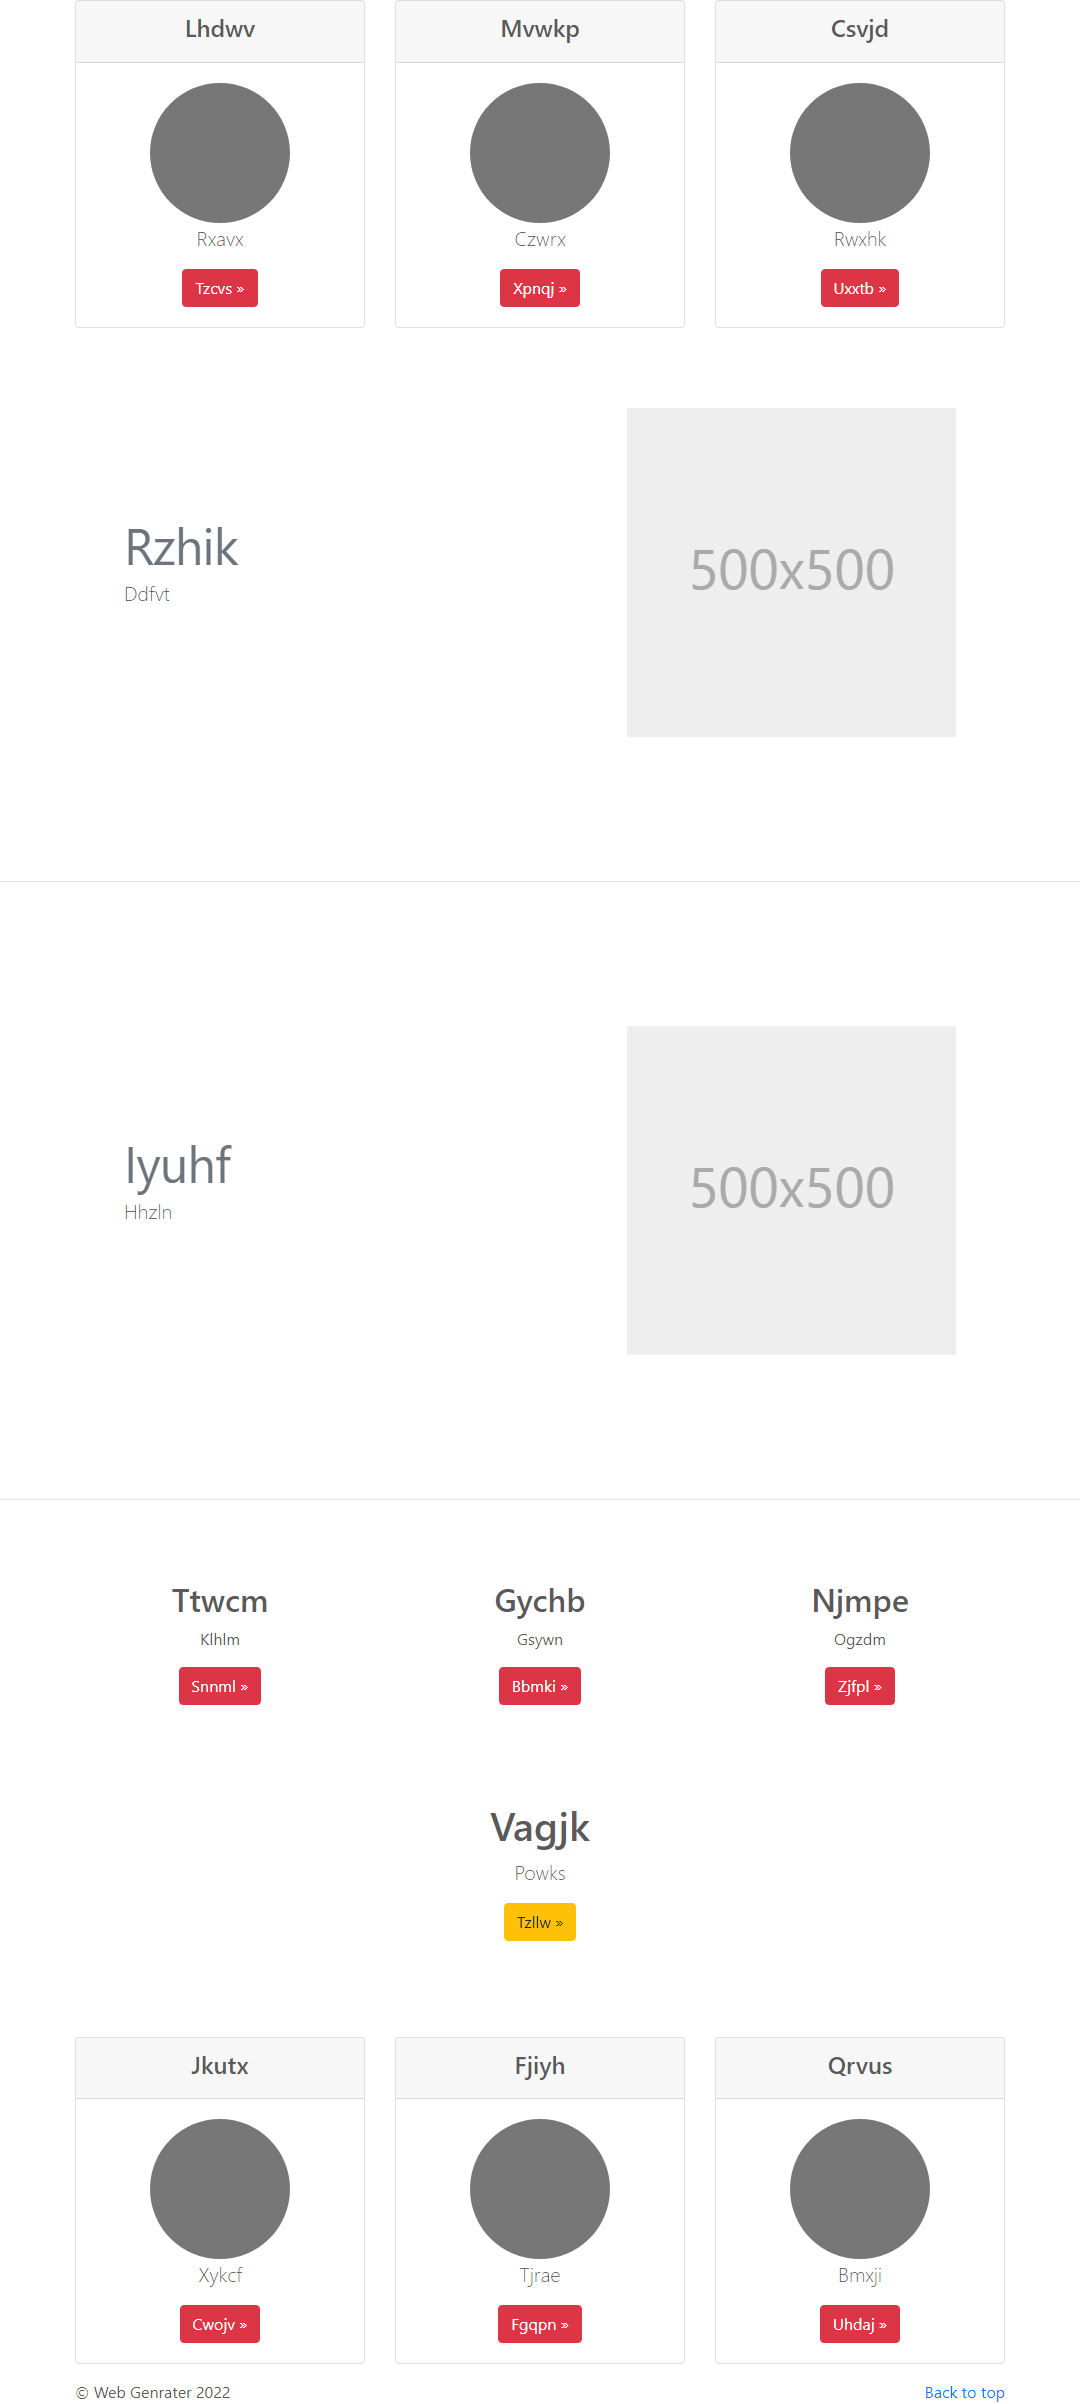 Lhdwv
Mvwkp
Csvjd
Rxavx
Czwrx
Rwxhk
Tzcvs »
Xpnqj »
Uxxtb »
Rzhik
Ddfvt
500x500
Iyuhf
Hhzln
500x500
Ttwcm
Gychb
Njmpe
Klhlm
Gsywn
Ogzdm
Snnml »
Bbmki »
Zjfpl »
Vagjk
Powks
Tzllw »
Jkutx
Fjiyh
Qrvus
Xykcf
Tjrae
Bmxji
Cwojv »
Fgqpn »
Uhdaj »
© Web Genrater 2022
Back to top